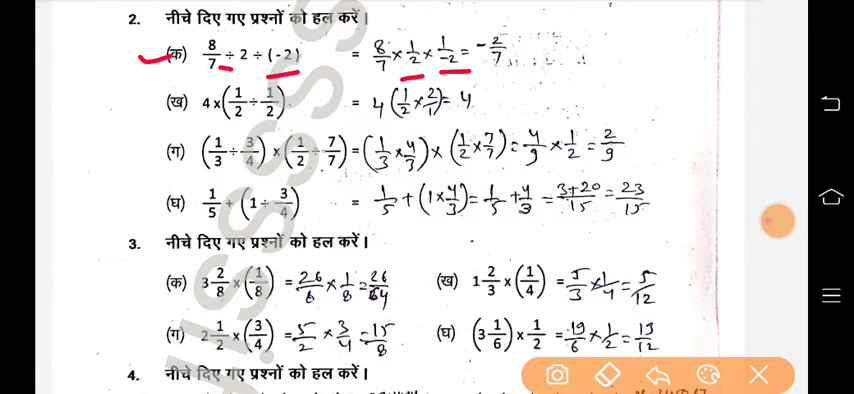 2. नीचे दिए गए प्रश्नों को हल करें।
(क) 8/7 ÷ 2 ÷ (-2) = 8/7 × 1/2 × 1/-2 = -2/7
(ख) 4×(1/2 ÷ 1/2) = 4(1/2 × 2/1) = 4
(ग) (1/3 ÷ 3/4) × (1/2 ÷ 7/7) = (1/3 × 4/3) × (1/2 × 7/7) = 4/9 × 1/2 = 2/9
(घ) 1/5 + (1 ÷ 3/4) = 1/5 + (1 × 4/3) = 1/5 + 4/3 = 3+20/15 = 23/15
3. नीचे दिए गए प्रश्नों को हल करें।
(क) 3 2/8 × (1/8) = 26/8 × 1/8 = 26/64 (ख) 1 2/3 × (1/4) = 5/3 × 1/4 = 5/12
(ग) 2 1/2 × (3/4) = 5/2 × 3/4 = 15/8 (घ) (3 1/6) × 1/2 = 19/6 × 1/2 = 19/12
4. नीचे दिए गए प्रश्नों को हल करें।